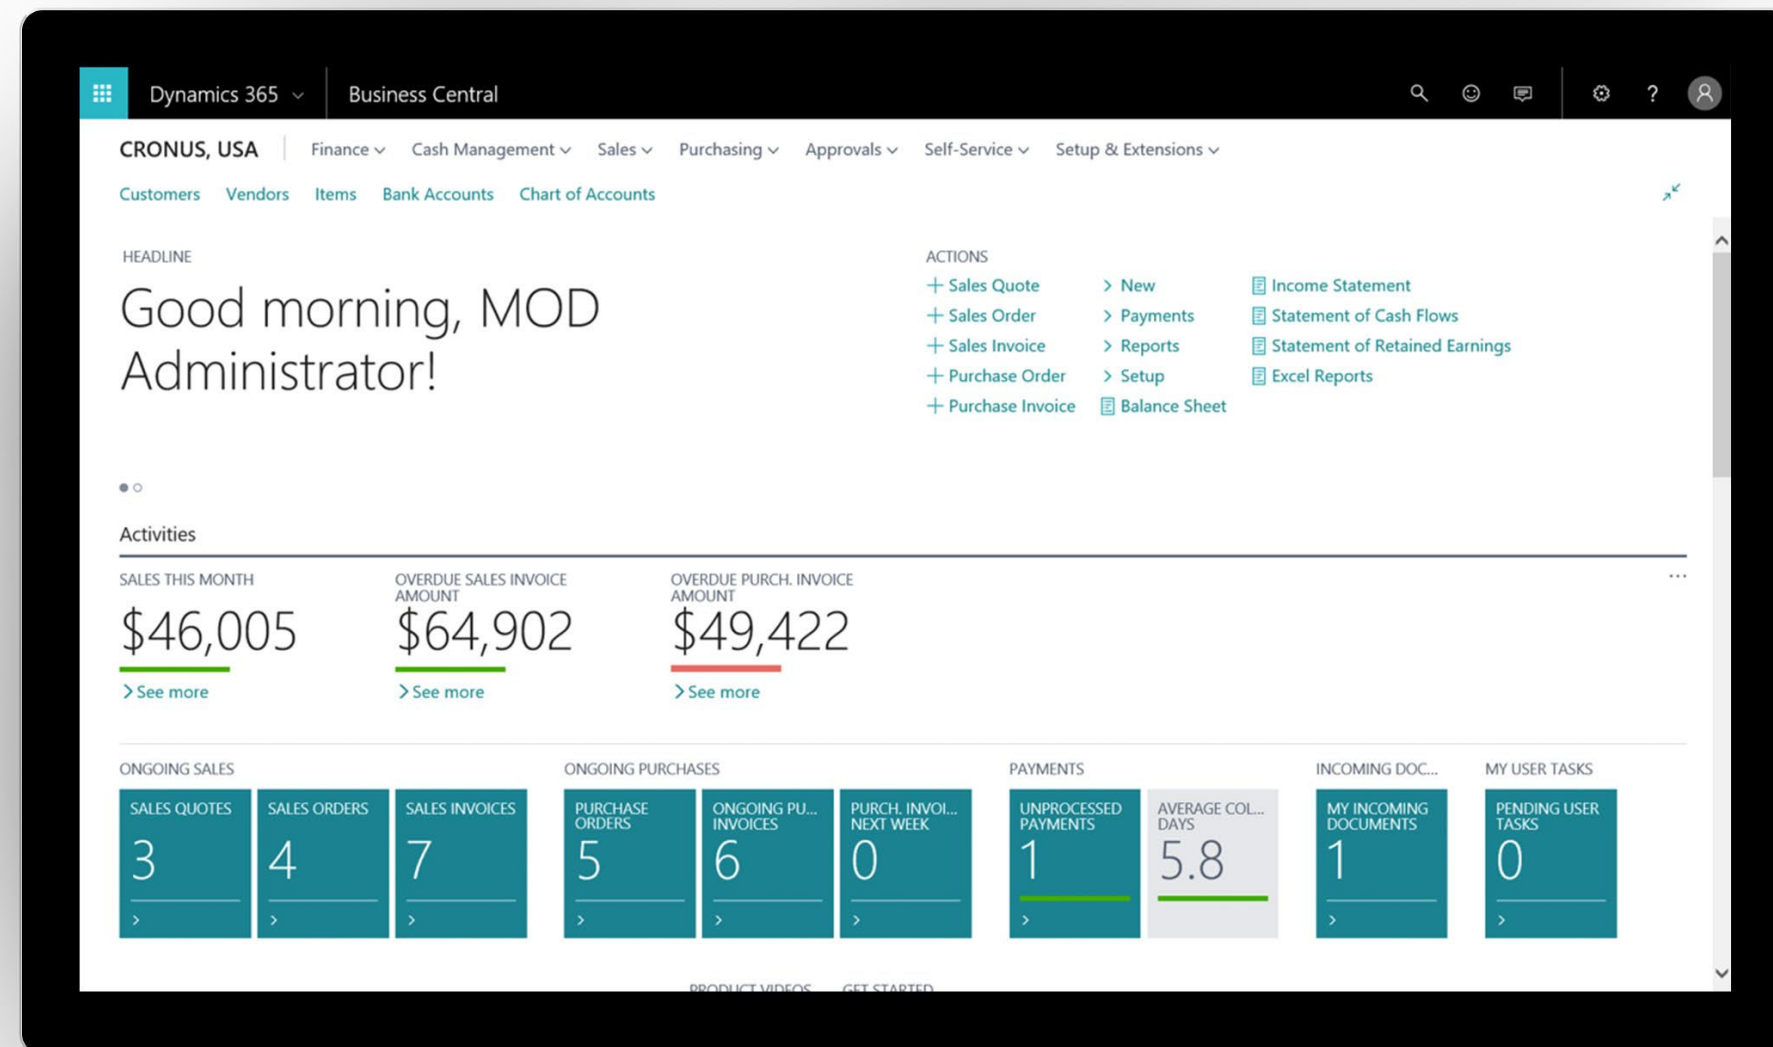 Dynamics 365
Business Central
?
CRONUS, USA
Finance
Cash Management
Sales
Purchasing
Approvals
Self-Service
Setup & Extensions
Customers
Vendors
Items
Bank Accounts
Chart of Accounts
HEADLINE
Good morning, MOD
Administrator!
ACTIONS
+ Sales Quote
+ Sales Order
+ Sales Invoice
+ Purchase Order
+ Purchase Invoice
> New
> Payments
> Reports
> Setup
Balance Sheet
Income Statement
Statement of Cash Flows
Statement of Retained Earnings
Excel Reports
Activities
SALES THIS MONTH
$46,005
> See more
OVERDUE SALES INVOICE
AMOUNT
$64,902
> See more
OVERDUE PURCH. INVOICE
AMOUNT
$49,422
> See more
...
ONGOING SALES
SALES QUOTES
3
>
SALES ORDERS
4
>
SALES INVOICES
7
>
ONGOING PURCHASES
PURCHASE
ORDERS
5
>
ONGOING PU...
INVOICES
6
>
PURCH. INVOI...
NEXT WEEK
0
>
PAYMENTS
UNPROCESSED
PAYMENTS
1
>
AVERAGE COL...
DAYS
5.8
INCOMING DOC...
MY INCOMING
DOCUMENTS
1
>
MY USER TASKS
PENDING USER
TASKS
0
>
PRODUCT VIDEOS
GET STARTED